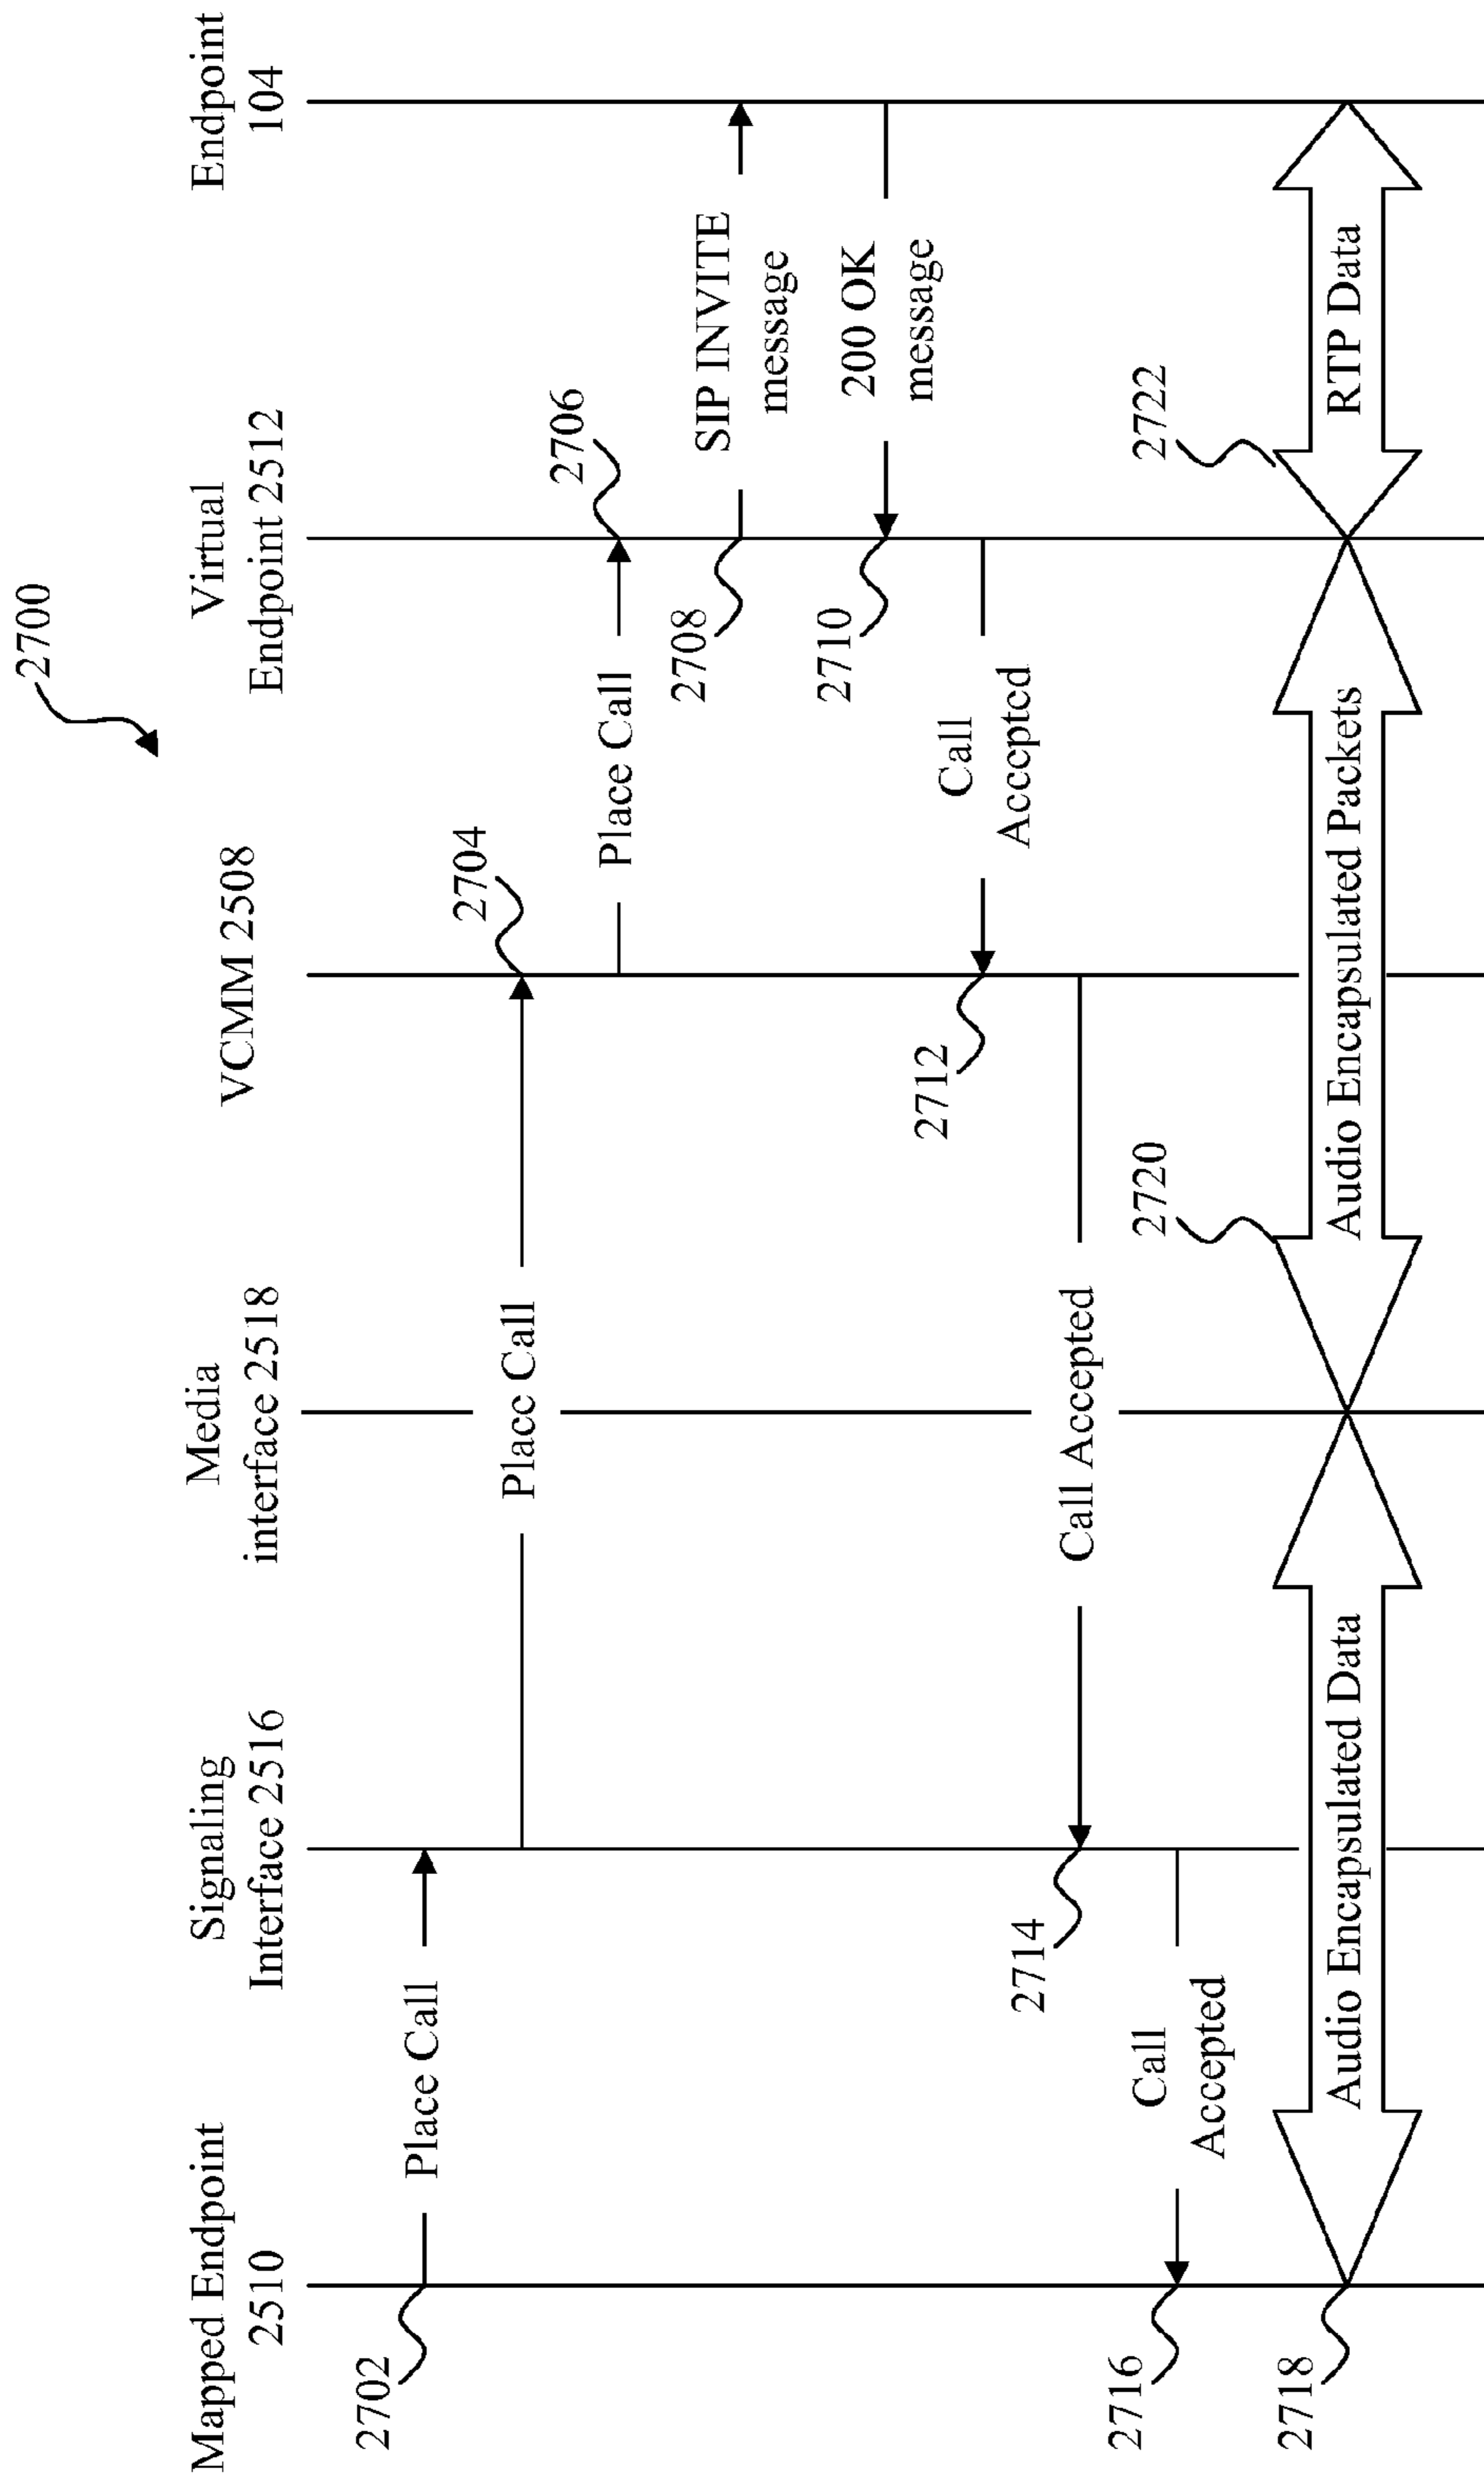 2700
Mapped Endpoint
2510
Signaling
Interface 2516
Media
interface 2518
VCMM 2508
Virtual
Endpoint 2512
Endpoint
104
2702
Place Call
Place Call
2704
Place Call
2706
2708
SIP INVITE
message
2710
200 OK
message
2712
Call
Accepted
2714
Call Accepted
2716
Call
Accepted
2718
Audio Encapsulated Data
2720
Audio Encapsulated Packets
2722
RTP Data